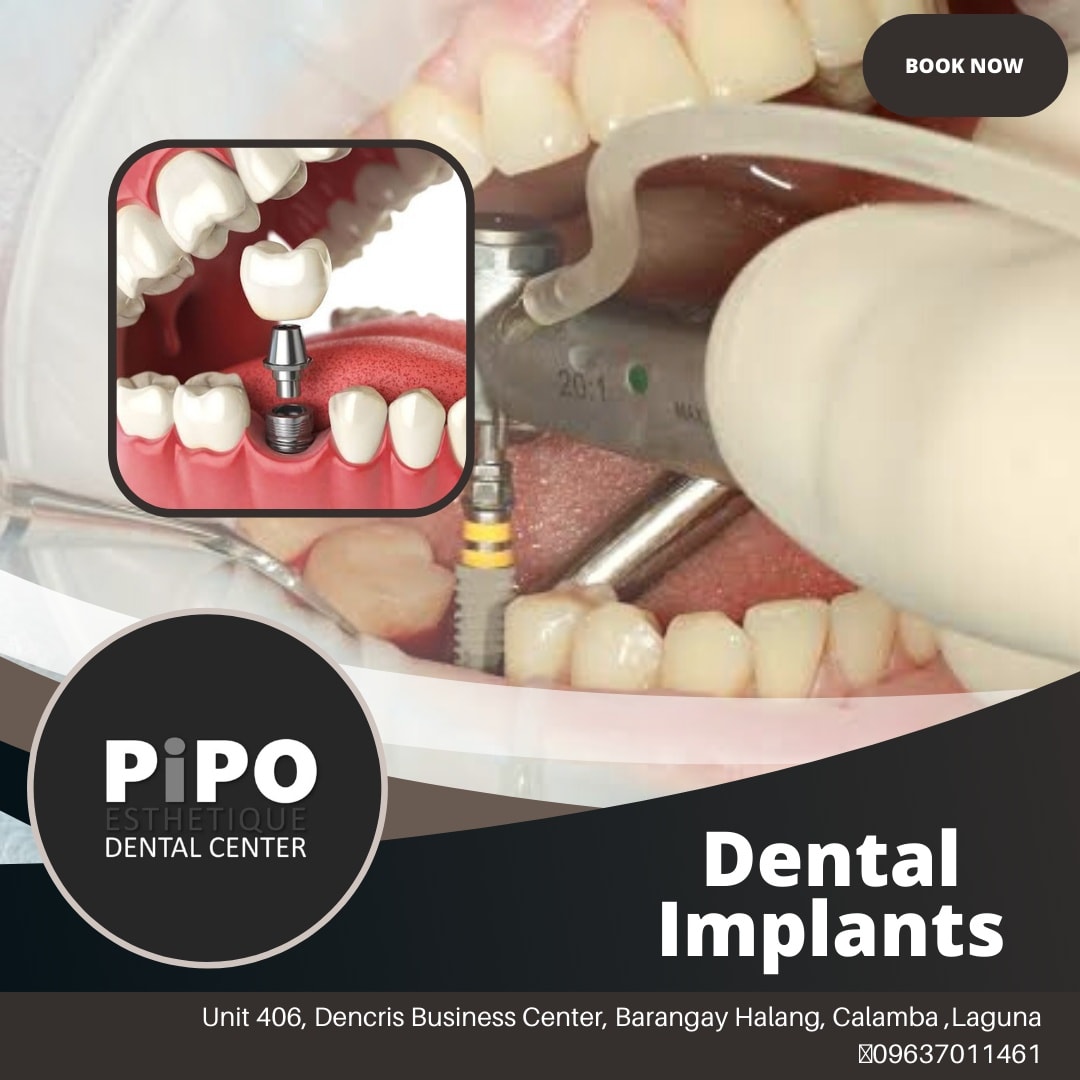 BOOK NOW
20:1
MAX
PiPO
ESTHETIQUE
DENTAL CENTER
Dental
Implants
Unit 406, Dencris Business Center, Barangay Halang, Calamba ,Laguna
09637011461